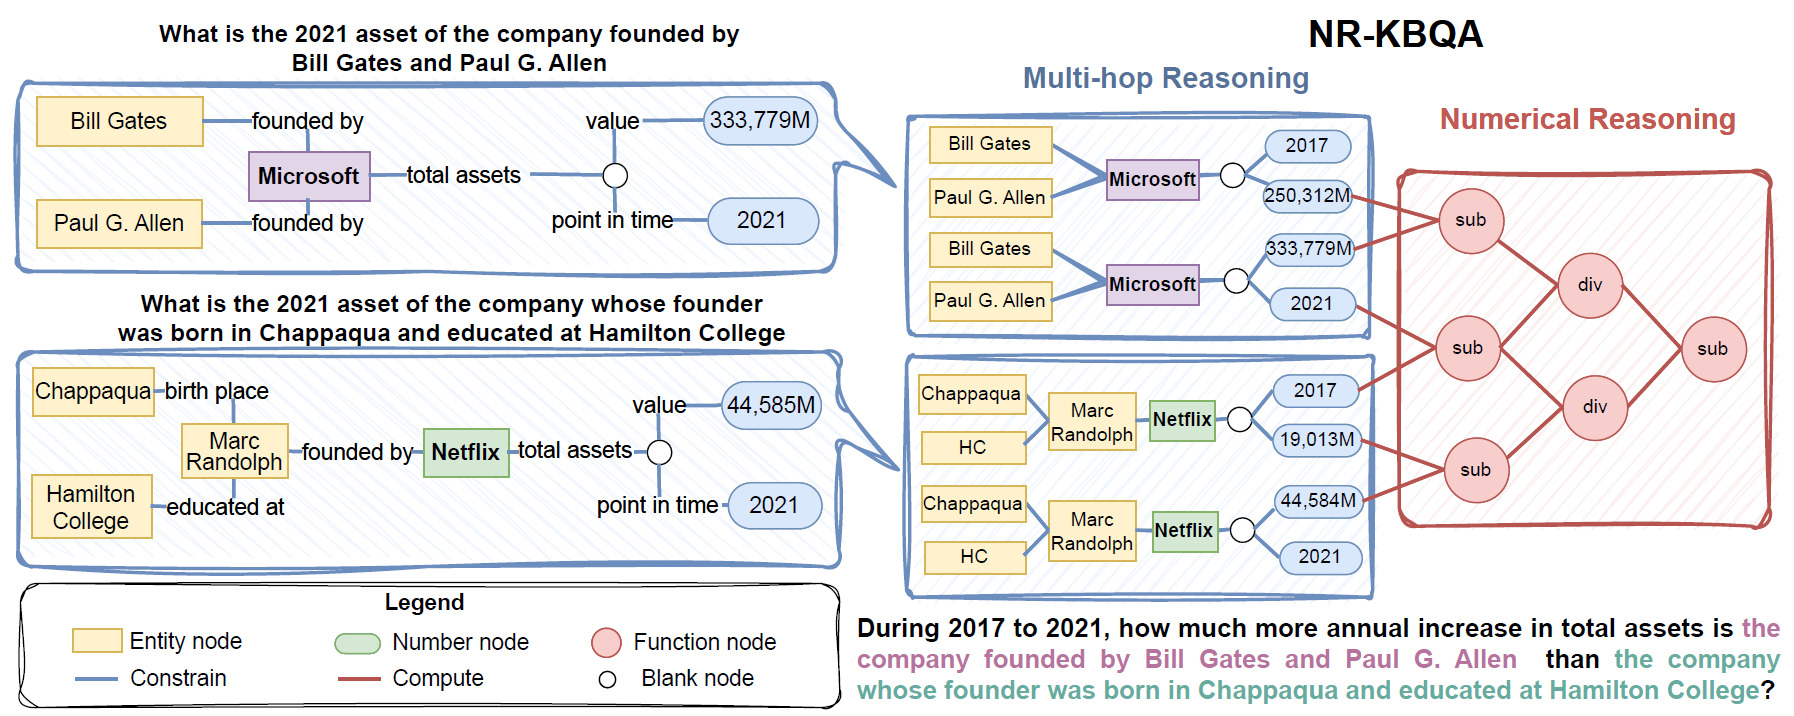 What is the 2021 asset of the company founded by
Bill Gates and Paul G. Allen
Bill Gates
founded by
Microsoft
Paul G. Allen
founded by
total assets
value
333,779M
point in time
2021
What is the 2021 asset of the company whose founder
was born in Chappaqua and educated at Hamilton College
Chappaqua
birth place
Marc
Randolph
Hamilton
College
educated at
founded by
Netflix
total assets
value
44,585M
point in time
2021
Legend
Entity node
Number node
Function node
Constrain
Compute
Blank node
NR-KBQA
Multi-hop Reasoning
Bill Gates
Paul G. Allen
Microsoft
2017
250,312M
Bill Gates
Paul G. Allen
Microsoft
333,779M
2021
Chappaqua
HC
Marc
Randolph
Netflix
2017
19,013M
Chappaqua
HC
Marc
Randolph
Netflix
44,584M
2021
Numerical Reasoning
sub
sub
sub
div
div
sub
During 2017 to 2021, how much more annual increase in total assets is the
company founded by Bill Gates and Paul G. Allen than the company
whose founder was born in Chappaqua and educated at Hamilton College?